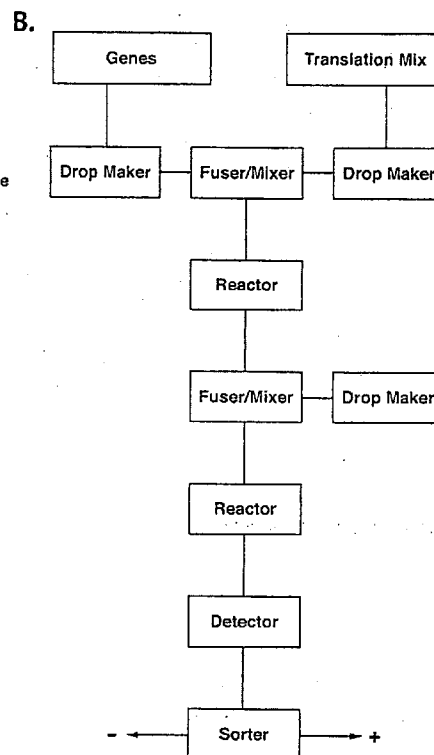 B.
Genes Translation Mix
e
Drop Maker Fuser/Mixer Drop Maker
Reactor
Fuser/Mixer Drop Maker
Reactor
Detector
- Sorter +